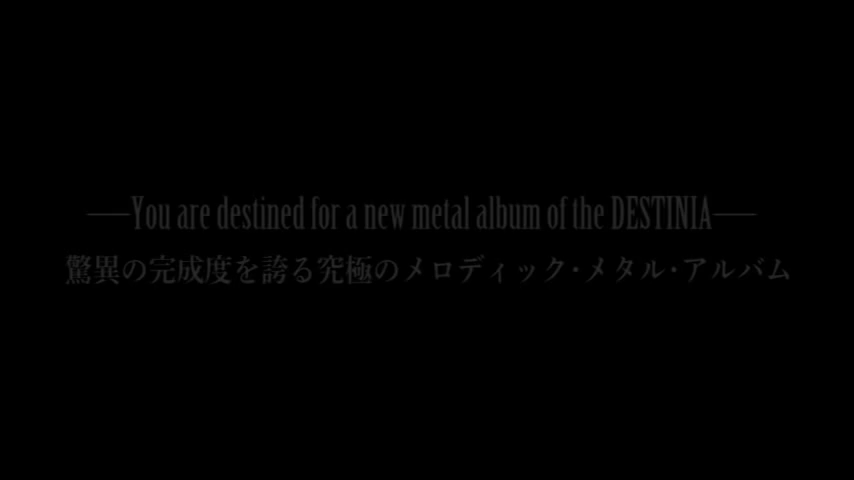 —You are destined for a new metal album of the DESTINIA—
驚異の完成度を誇る究極のメロディック・メタル・アルバム